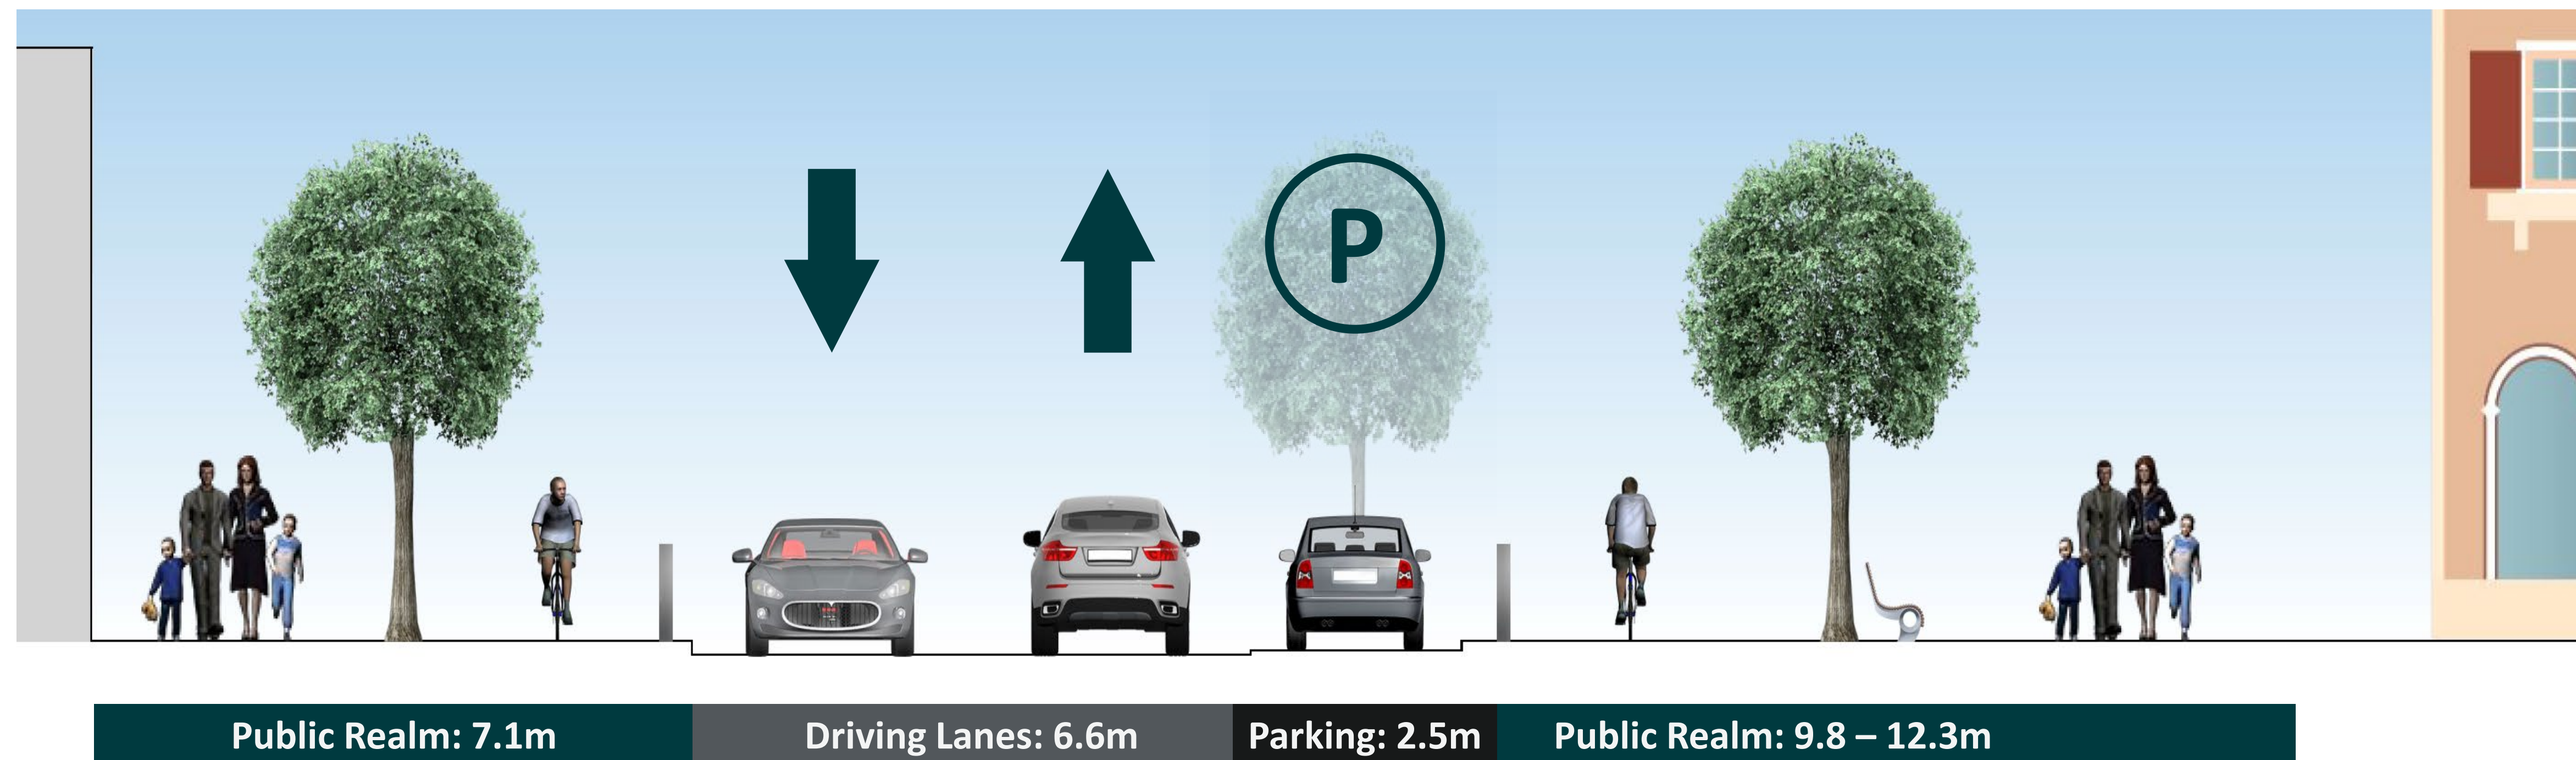 P
Public Realm: 7.1m
Driving Lanes: 6.6m
Parking: 2.5m
Public Realm: 9.8 – 12.3m